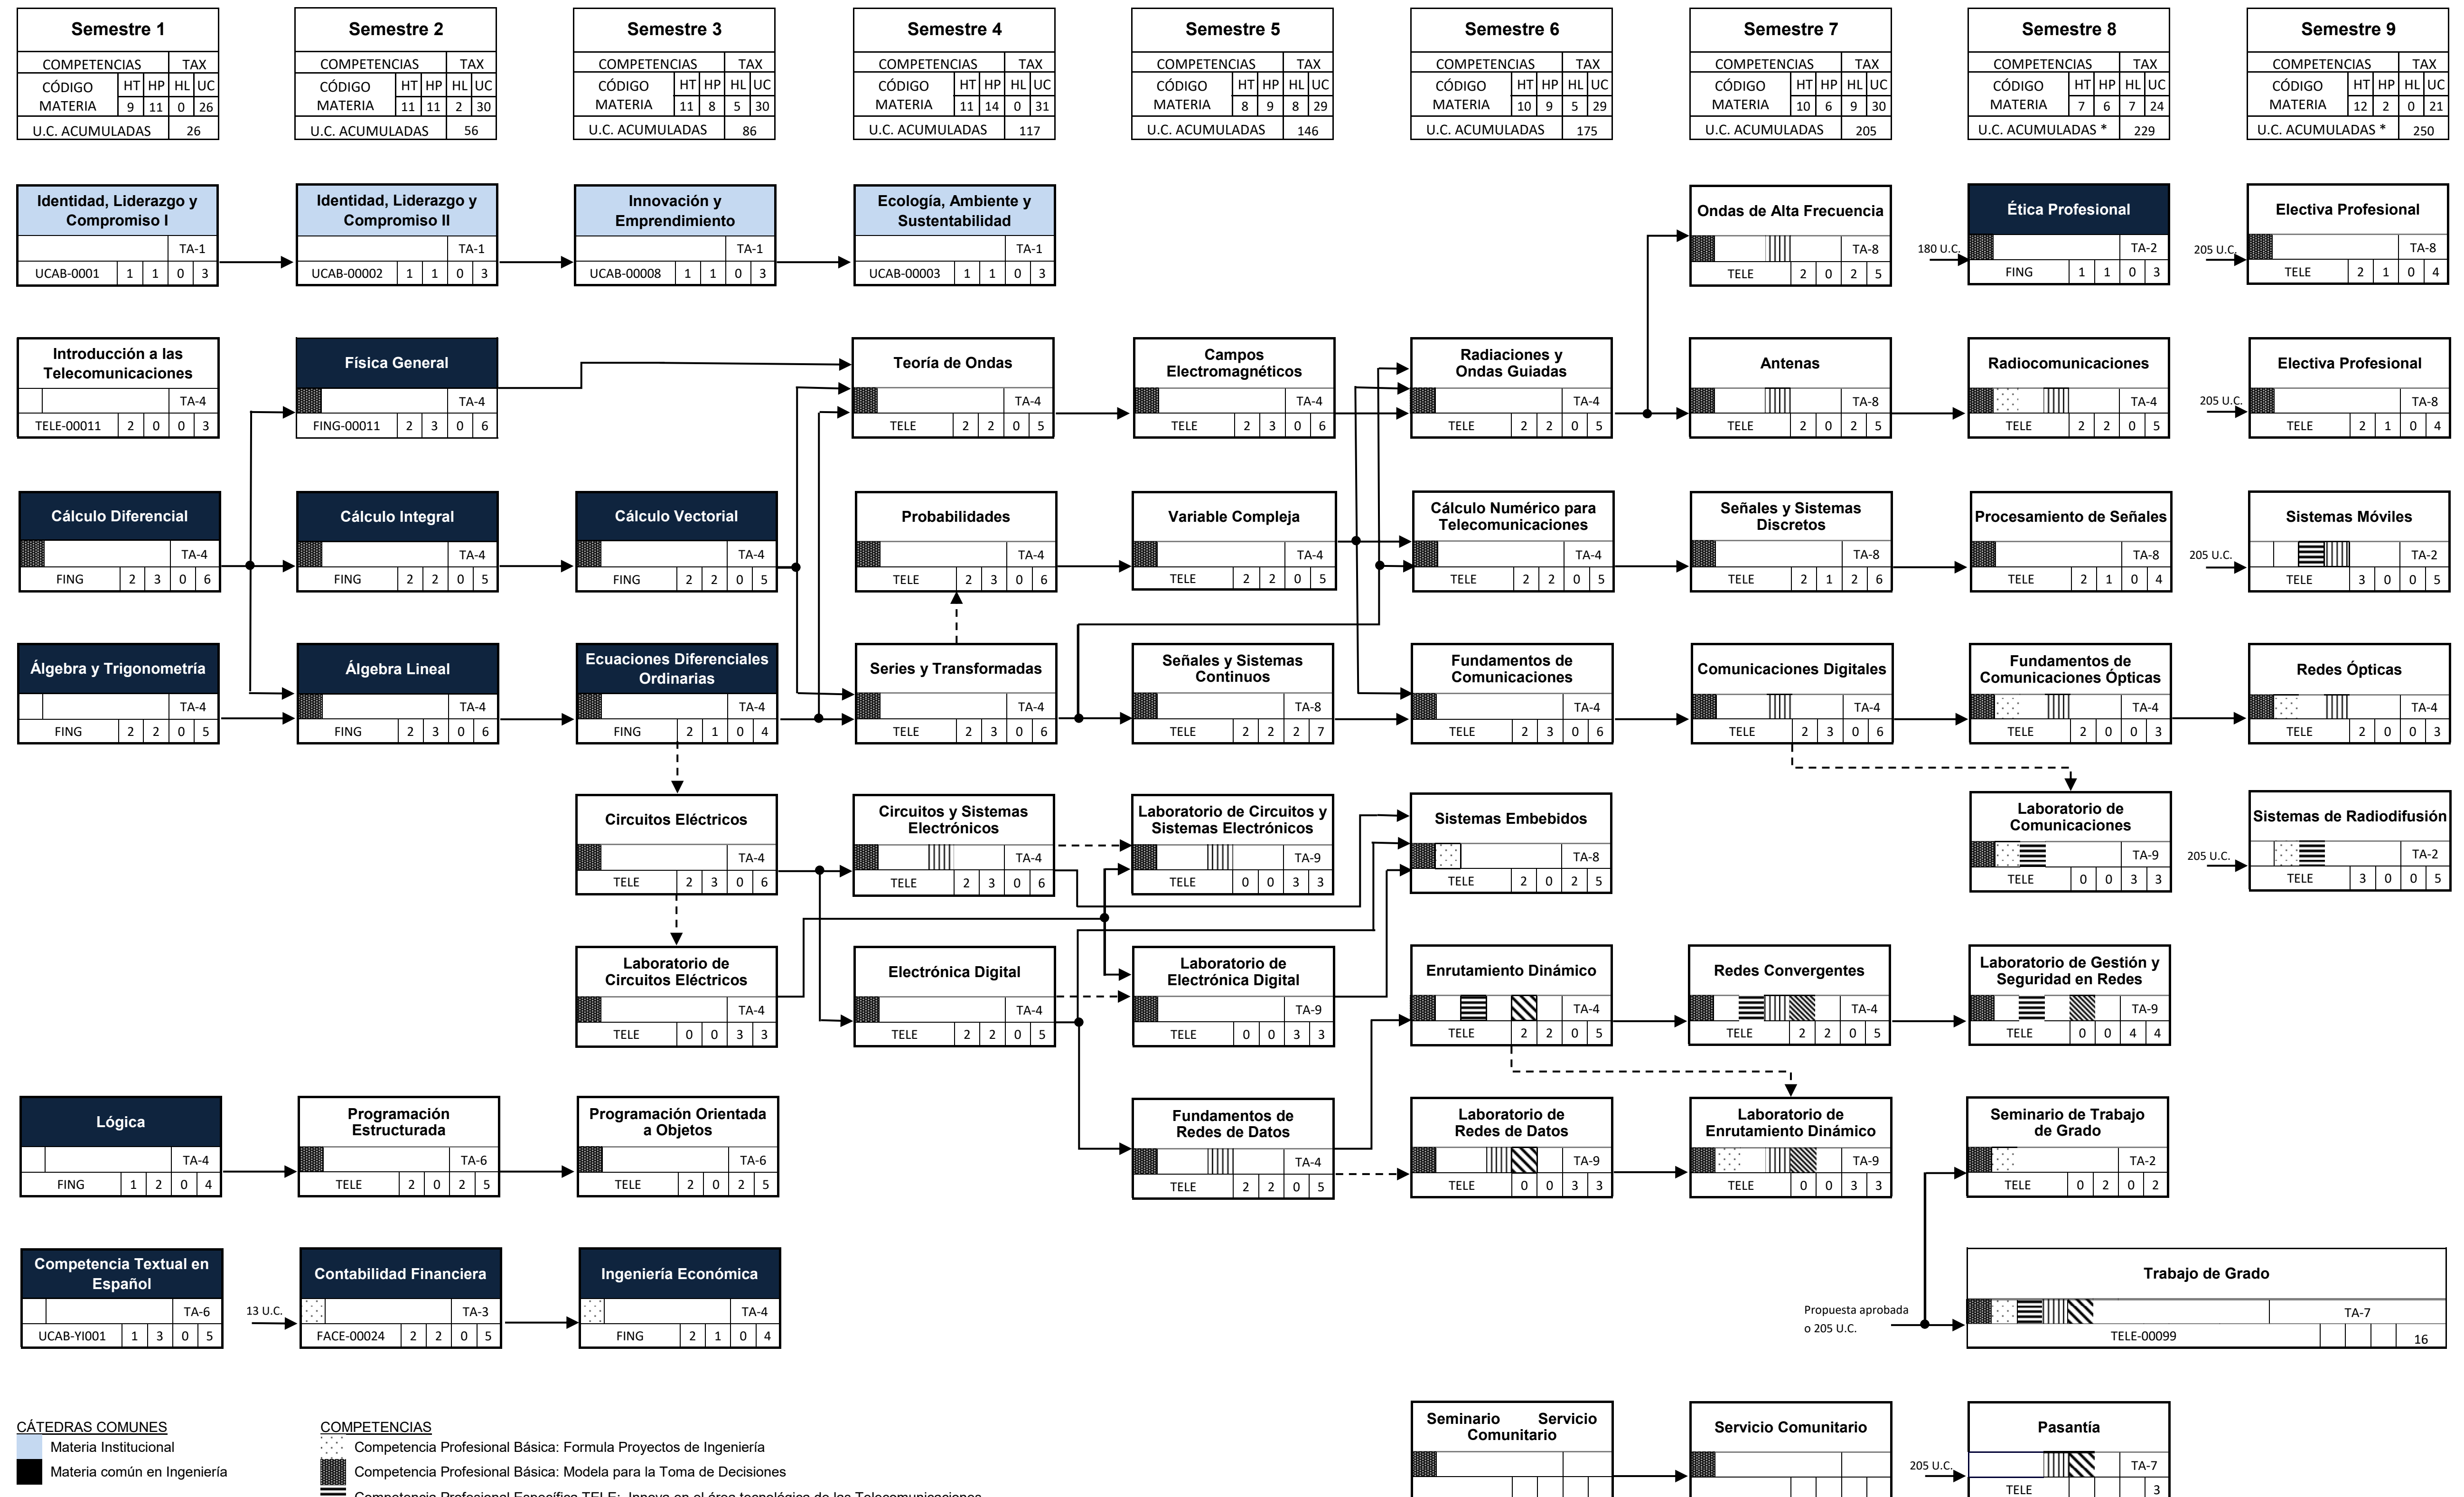 Semestre 1
COMPETENCIAS TAX
CÓDIGO HT HP HL UC
MATERIA 9 11 0 26
U.C. ACUMULADAS 26
Semestre 2
COMPETENCIAS TAX
CÓDIGO HT HP HL UC
MATERIA 11 11 2 30
U.C. ACUMULADAS 56
Semestre 3
COMPETENCIAS TAX
CÓDIGO HT HP HL UC
MATERIA 11 8 5 30
U.C. ACUMULADAS 86
Semestre 4
COMPETENCIAS TAX
CÓDIGO HT HP HL UC
MATERIA 11 14 0 31
U.C. ACUMULADAS 117
Semestre 5
COMPETENCIAS TAX
CÓDIGO HT HP HL UC
MATERIA 8 9 8 29
U.C. ACUMULADAS 146
Semestre 6
COMPETENCIAS TAX
CÓDIGO HT HP HL UC
MATERIA 10 9 5 29
U.C. ACUMULADAS 175
Semestre 7
COMPETENCIAS TAX
CÓDIGO HT HP HL UC
MATERIA 10 6 9 30
U.C. ACUMULADAS 205
Semestre 8
COMPETENCIAS TAX
CÓDIGO HT HP HL UC
MATERIA 7 6 7 24
U.C. ACUMULADAS * 229
Semestre 9
COMPETENCIAS TAX
CÓDIGO HT HP HL UC
MATERIA 12 2 0 21
U.C. ACUMULADAS * 250
Identidad, Liderazgo y
Compromiso I
TA-1
UCAB-0001 1 1 0 3
Identidad, Liderazgo y
Compromiso II
TA-1
UCAB-00002 1 1 0 3
Innovación y
Emprendimiento
TA-1
UCAB-00008 1 1 0 3
Ecología, Ambiente y
Sustentabilidad
TA-1
UCAB-00003 1 1 0 3
Ondas de Alta Frecuencia
TA-8
TELE 2 0 2 5
180 U.C.
Ética Profesional
TA-2
FING 1 1 0 3
205 U.C.
Electiva Profesional
TA-8
TELE 2 1 0 4
Introducción a las
Telecomunicaciones
TA-4
TELE-00011 2 0 0 3
Física General
TA-4
FING-00011 2 3 0 6
Teoría de Ondas
TA-4
TELE 2 2 0 5
Campos
Electromagnéticos
TA-4
TELE 2 3 0 6
Radiaciones y
Ondas Guiadas
TA-4
TELE 2 2 0 5
Antenas
TA-8
TELE 2 0 2 5
Radiocomunicaciones
TA-4
TELE 2 2 0 5
205 U.C.
Electiva Profesional
TA-8
TELE 2 1 0 4
Cálculo Diferencial
TA-4
FING 2 3 0 6
Cálculo Integral
TA-4
FING 2 2 0 5
Cálculo Vectorial
TA-4
FING 2 2 0 5
Probabilidades
TA-4
TELE 2 3 0 6
Variable Compleja
TA-4
TELE 2 2 0 5
Cálculo Numérico para
Telecomunicaciones
TA-4
TELE 2 2 0 5
Señales y Sistemas
Discretos
TA-8
TELE 2 1 2 6
Procesamiento de Señales
TA-8
TELE 2 1 0 4
205 U.C.
Sistemas Móviles
TA-2
TELE 3 0 0 5
Álgebra y Trigonometría
TA-4
FING 2 2 0 5
Álgebra Lineal
TA-4
FING 2 3 0 6
Ecuaciones Diferenciales
Ordinarias
TA-4
FING 2 1 0 4
Series y Transformadas
TA-4
TELE 2 3 0 6
Señales y Sistemas
Continuos
TA-8
TELE 2 2 2 7
Fundamentos de
Comunicaciones
TA-4
TELE 2 3 0 6
Comunicaciones Digitales
TA-4
TELE 2 3 0 6
Fundamentos de
Comunicaciones Ópticas
TA-4
TELE 2 0 0 3
Redes Ópticas
TA-4
TELE 2 0 0 3
Circuitos Eléctricos
TA-4
TELE 2 3 0 6
Circuitos y Sistemas
Electrónicos
TA-4
TELE 2 3 0 6
Laboratorio de Circuitos y
Sistemas Electrónicos
TA-9
TELE 0 0 3 3
Sistemas Embebidos
TA-8
TELE 2 0 2 5
Laboratorio de
Comunicaciones
TA-9
TELE 0 0 3 3
205 U.C.
Sistemas de Radiodifusión
TA-2
TELE 3 0 0 5
Laboratorio de
Circuitos Eléctricos
TA-4
TELE 0 0 3 3
Electrónica Digital
TA-4
TELE 2 2 0 5
Laboratorio de
Electrónica Digital
TA-9
TELE 0 0 3 3
Enrutamiento Dinámico
TA-4
TELE 2 2 0 5
Redes Convergentes
TA-4
TELE 2 2 0 5
Laboratorio de Gestión y
Seguridad en Redes
TA-9
TELE 0 0 4 4
Lógica
TA-4
FING 1 2 0 4
Programación
Estructurada
TA-6
TELE 2 0 2 5
Programación Orientada
a Objetos
TA-6
TELE 2 0 2 5
Fundamentos de
Redes de Datos
TA-4
TELE 2 2 0 5
Laboratorio de
Redes de Datos
TA-9
TELE 0 0 3 3
Laboratorio de
Enrutamiento Dinámico
TA-9
TELE 0 0 3 3
Seminario de Trabajo
de Grado
TA-2
TELE 0 2 0 2
Competencia Textual en
Español
TA-6
UCAB-YI001 1 3 0 5
13 U.C.
Contabilidad Financiera
TA-3
FACE-00024 2 2 0 5
Ingeniería Económica
TA-4
FING 2 1 0 4
Propuesta aprobada
o 205 U.C.
Trabajo de Grado
TA-7
TELE-00099 16
Seminario Servicio
Comunitario
Servicio Comunitario
205 U.C.
Pasantía
TA-7
TELE 3
CÁTEDRAS COMUNES
Materia Institucional
Materia común en Ingeniería
COMPETENCIAS
Competencia Profesional Básica: Formula Proyectos de Ingeniería
Competencia Profesional Básica: Modela para la Toma de Decisiones
Competencia Profesional Específica TELE: Innova en el área tecnológica de las Telecomunicaciones